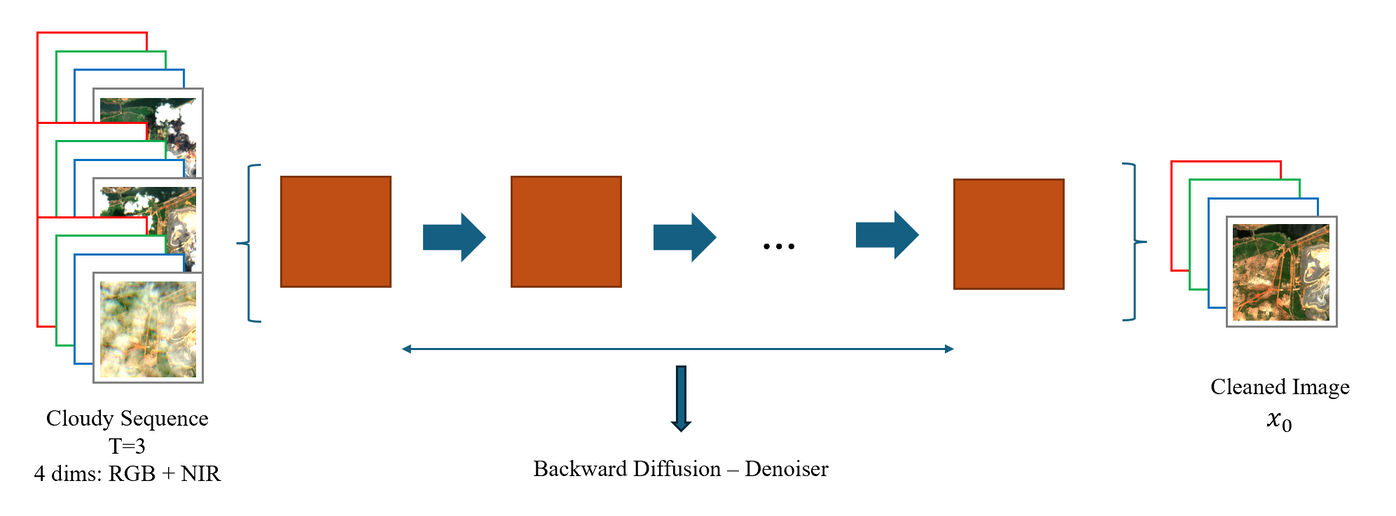 ...
Cloudy Sequence
T=3
4 dims: RGB + NIR
Backward Diffusion – Denoiser
Cleaned Image
x₀